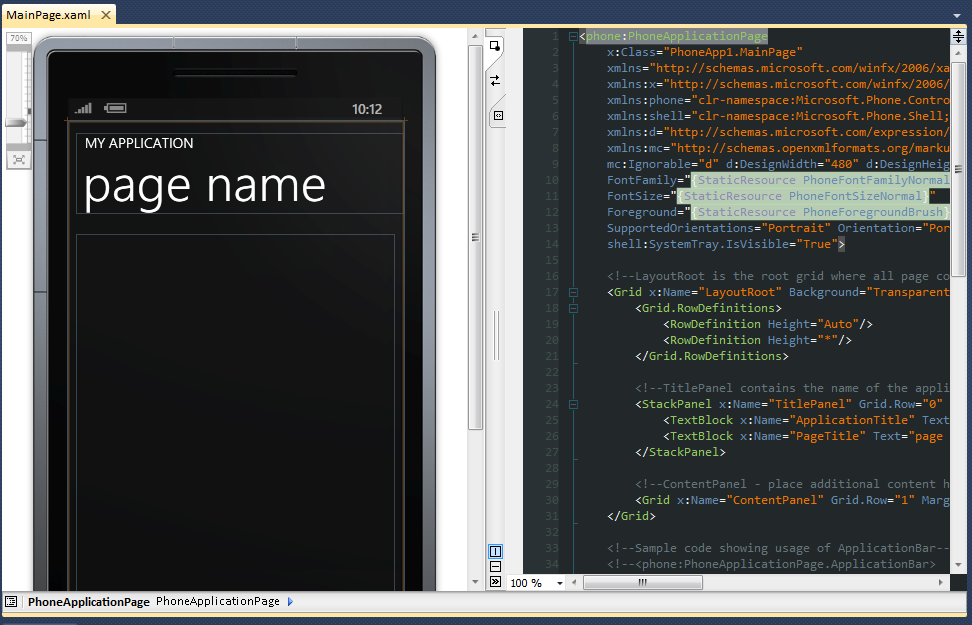 MainPage.xaml
70%
10:12
MY APPLICATION
page name
1 <phone:PhoneApplicationPage
2 x:Class="PhoneApp1.MainPage"
3 xmlns="http://schemas.microsoft.com/winfx/2006/xa
4 xmlns:x="http://schemas.microsoft.com/winfx/2006/
5 xmlns:phone="clr-namespace:Microsoft.Phone.Contro
6 xmlns:shell="clr-namespace:Microsoft.Phone.Shell;
7 xmlns:d="http://schemas.microsoft.com/expression/
8 xmlns:mc="http://schemas.openxmlformats.org/marku
9 mc:Ignorable="d" d:DesignWidth="480" d:DesignHeig
10 FontFamily="{StaticResource PhoneFontFamilyNormal
11 FontSize="{StaticResource PhoneFontSizeNormal}"
12 Foreground="{StaticResource PhoneForegroundBrush}
13 SupportedOrientations="Portrait" Orientation="Por
14 shell:SystemTray.IsVisible="True">
15
16 <!--LayoutRoot is the root grid where all page co
17 <Grid x:Name="LayoutRoot" Background="Transparent
18 <Grid.RowDefinitions>
19 <RowDefinition Height="Auto"/>
20 <RowDefinition Height="*"/>
21 </Grid.RowDefinitions>
22
23 <!--TitlePanel contains the name of the appli
24 <StackPanel x:Name="TitlePanel" Grid.Row="0"
25 <TextBlock x:Name="ApplicationTitle" Text
26 <TextBlock x:Name="PageTitle" Text="page
27 </StackPanel>
28
29 <!--ContentPanel - place additional content h
30 <Grid x:Name="ContentPanel" Grid.Row="1" Marg
31 </Grid>
32
33 <!--Sample code showing usage of ApplicationBar--
34 <!--<phone:PhoneApplicationPage.ApplicationBar>
100 %
PhoneApplicationPage PhoneApplicationPage